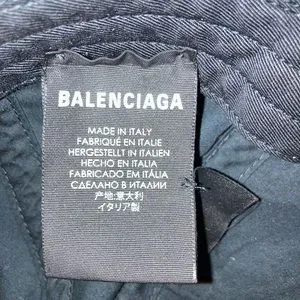 BALENCIAGA
MADE IN ITALY
FABRIQUÉ EN ITALIE
HERGESTELLT IN ITALIEN
HECHO EN ITALIA
FABRICADO EM ITÁLIA
СДЕЛАНО В ИТАЛИИ
产地:意大利
イタリア製